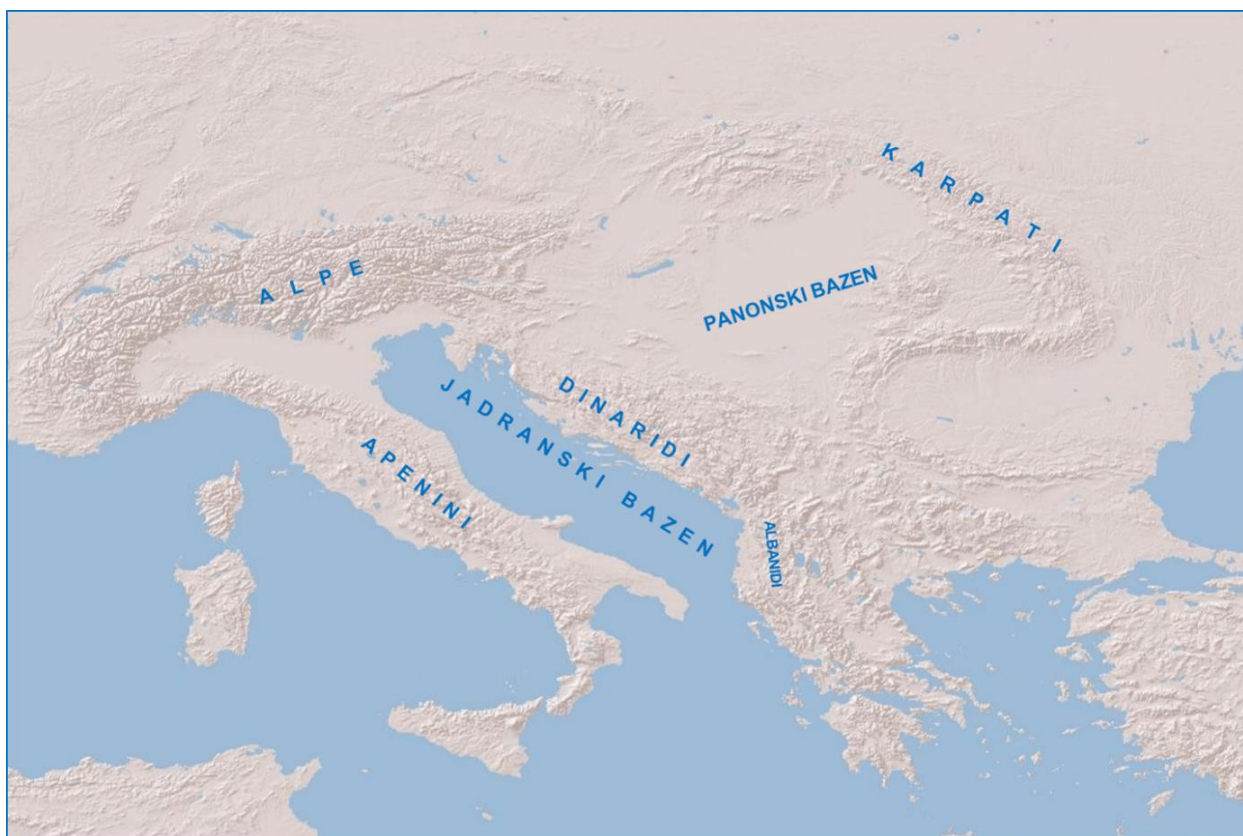 KARPATI
ALPE
PANONSKI BAZEN
DINARIDI
JADRANSKI BAZEN
APENINI
ALBANIDI